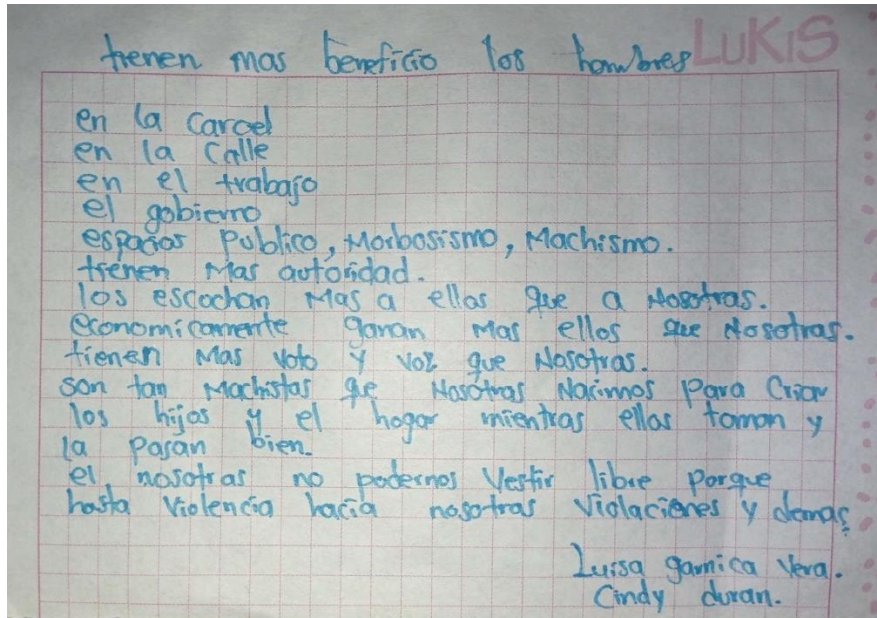 LUKIS
tienen mas beneficio los hombres
en la Carcel
en la Calle
en el trabajo
el gobierno
espacios Publico, Morbosismo, Machismo.
tienen Mas autoridad.
los escochan Mas a ellos que a Nosotras.
economicamente ganan Mas ellos que Nosotras.
tienen Mas voto y voz que Nosotras.
son tan Machistas que Nosotras Nacimos Para Criar
los hijos y el hogar mientras ellos toman y
la Pasan bien.
el nosotras no podemos Vestir libre Porque
hasta Violencia hacia nosotras Violaciones y demas
Luisa garnica Vera.
Cindy duran.